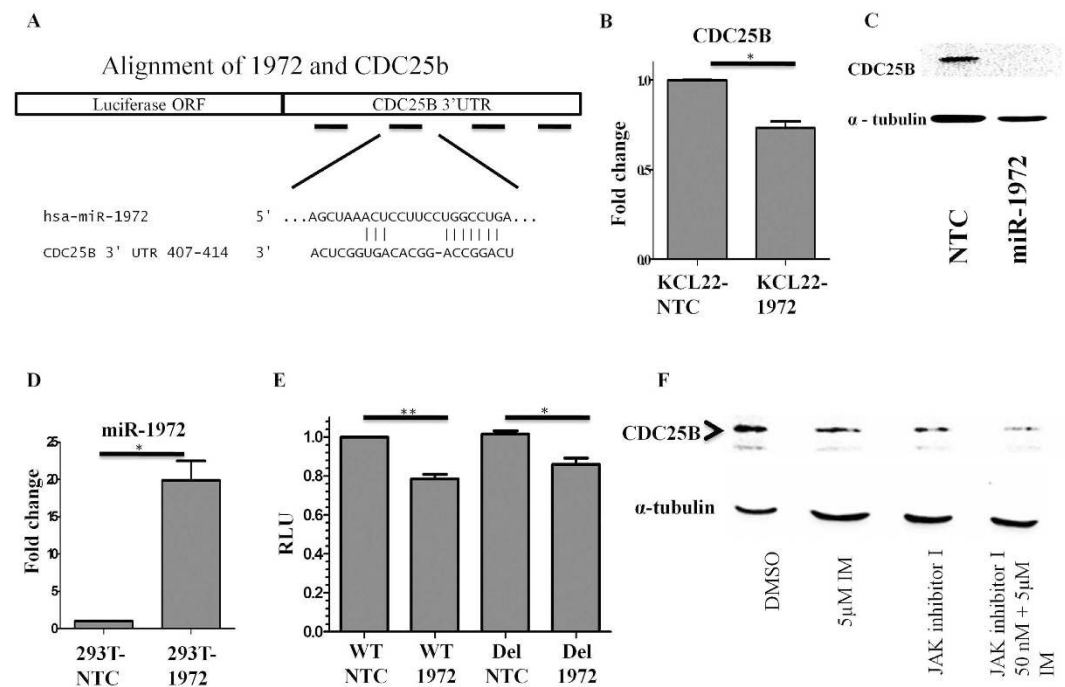 A
Alignment of 1972 and CDC25b
Luciferase ORF CDC25B 3'UTR
hsa-miR-1972 5' ...AGCUAAACUCCUUCCUGGCCUGA...
||| |||||||
CDC25B 3' UTR 407-414 3' ACUCGGUGACACGG-ACCGGACU
B
CDC25B
*
Fold change
1.0
0.5
0.0
KCL22-
NTC
KCL22-
1972
C
CDC25B
α - tubulin
NTC
miR-1972
D
miR-1972
*
Fold change
25
20
15
10
5
0
293T-
NTC
293T-
1972
E
** *
RLU
1.0
0.8
0.6
0.4
0.2
0.0
WT
NTC
WT
1972
Del
NTC
Del
1972
F
CDC25B
α-tubulin
DMSO
5µM IM
JAK inhibitor I
JAK inhibitor I
50 nM + 5µM
IM